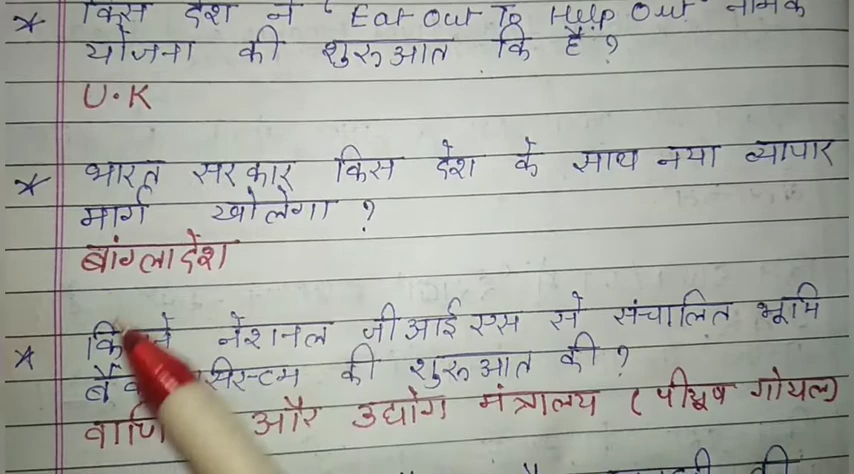 * किस देश ने 'Eat Out To Help Out' नामक
योजना की शुरूआत कि है ?
U.K
* भारत सरकार किस देश के साथ नया व्यापार
मार्ग खोलेगा ?
बांग्लादेश
* नेशनल जीआईएस से संचालित भूमि
सिस्टम की शुरूआत की ?
और उद्योग मंत्रालय (पीयूष गोयल)